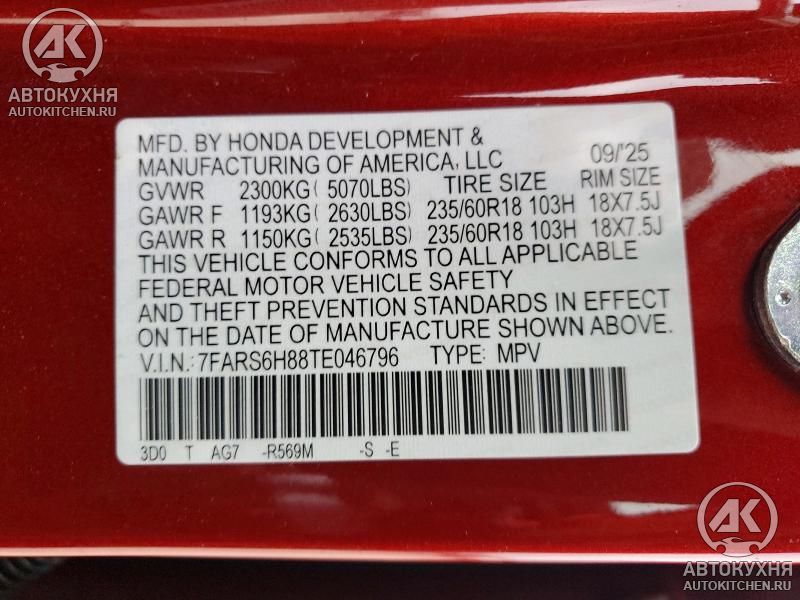 АК
АВТОКУХНЯ
AUTOKITCHEN.RU
MFD. BY HONDA DEVELOPMENT &
MANUFACTURING OF AMERICA, LLC 09/'25
GVWR 2300KG( 5070LBS) TIRE SIZE RIM SIZE
GAWR F 1193KG( 2630LBS) 235/60R18 103H 18X7.5J
GAWR R 1150KG( 2535LBS) 235/60R18 103H 18X7.5J
THIS VEHICLE CONFORMS TO ALL APPLICABLE
FEDERAL MOTOR VEHICLE SAFETY
AND THEFT PREVENTION STANDARDS IN EFFECT
ON THE DATE OF MANUFACTURE SHOWN ABOVE.
V.I.N.: 7FARS6H88TE046796 TYPE: MPV
3D0 T AG7 -R569M -S -E
АК
АВТОКУХНЯ
AUTOKITCHEN.RU